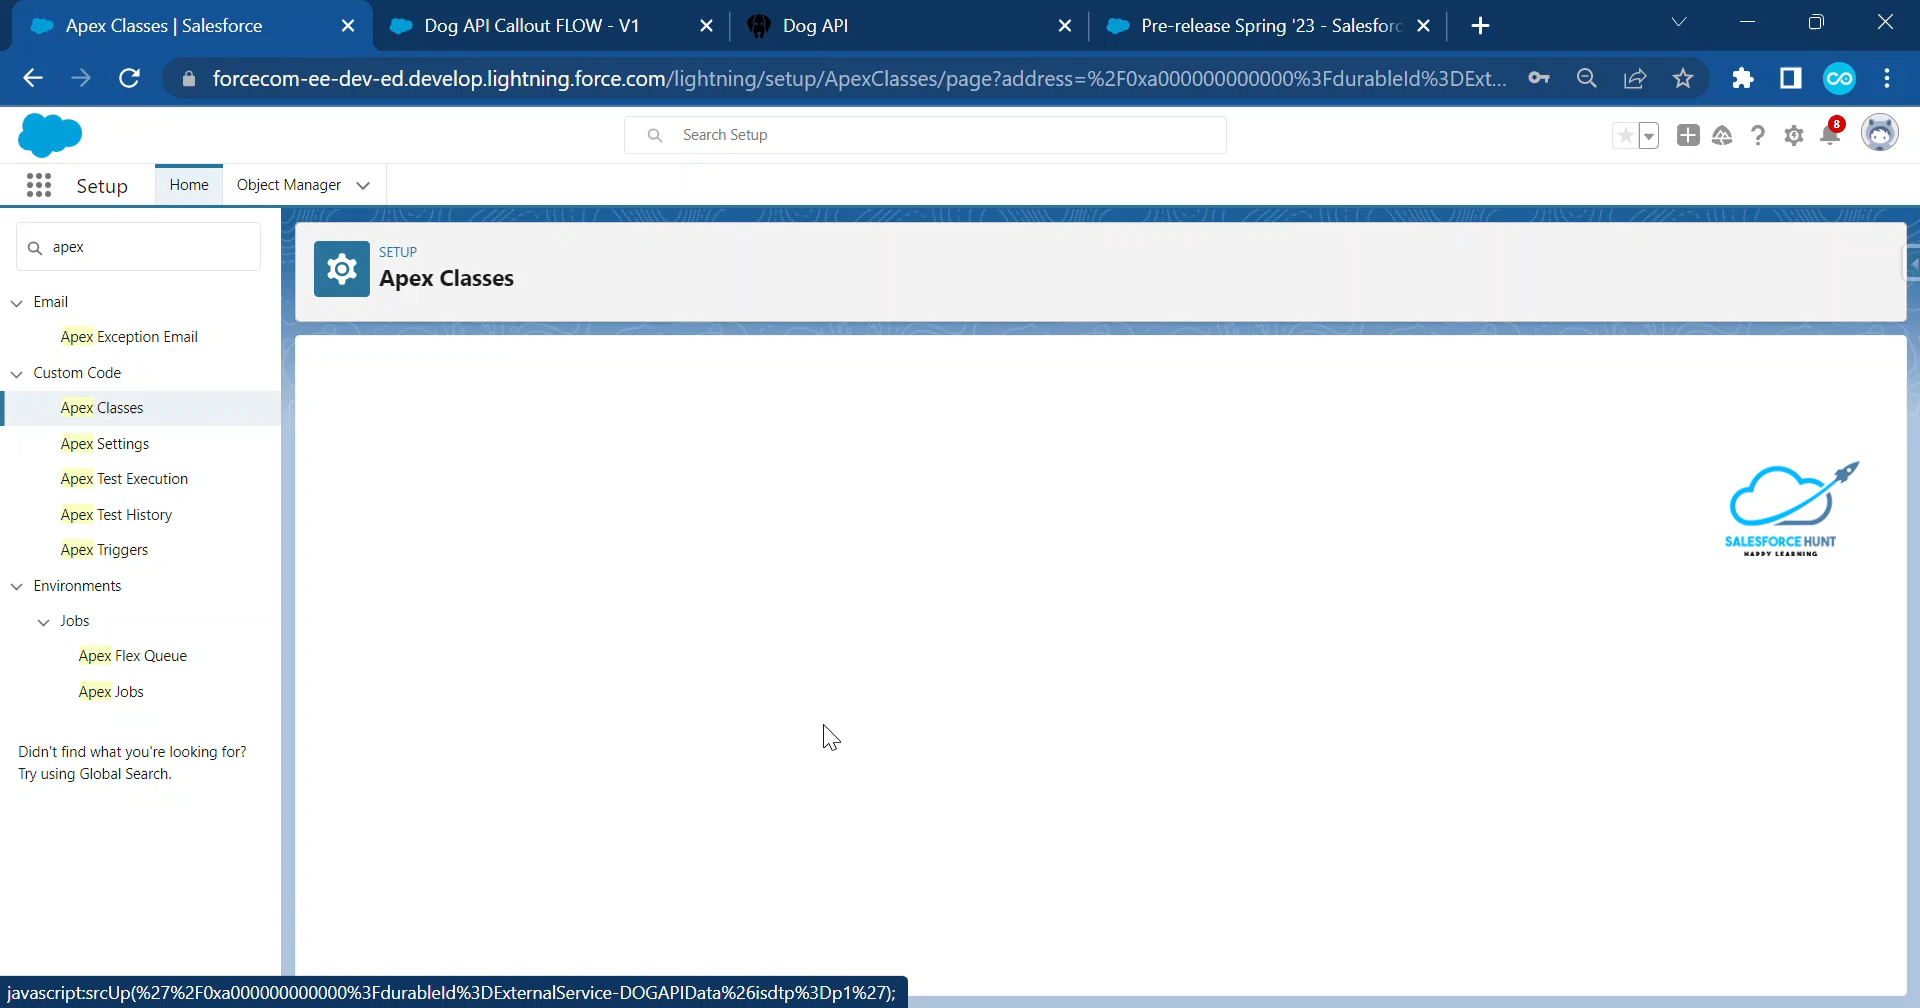 Apex Classes | Salesforce
Dog API Callout FLOW - V1
Dog API
Pre-release Spring '23 - Salesforc
forcecom-ee-dev-ed.develop.lightning.force.com/lightning/setup/ApexClasses/page?address=%2F0xa000000000000%3FdurableId%3DExt...
Search Setup
8
Setup
Home
Object Manager
apex
SETUP
Apex Classes
Email
Apex Exception Email
Custom Code
Apex Classes
Apex Settings
Apex Test Execution
Apex Test History
Apex Triggers
Environments
Jobs
Apex Flex Queue
Apex Jobs
Didn't find what you're looking for?
Try using Global Search.
SALESFORCE HUNT
HAPPY LEARNING
javascript:srcUp(%27%2F0xa000000000000%3FdurableId%3DExternalService-DOGAPIData%26isdtp%3Dp1%27);